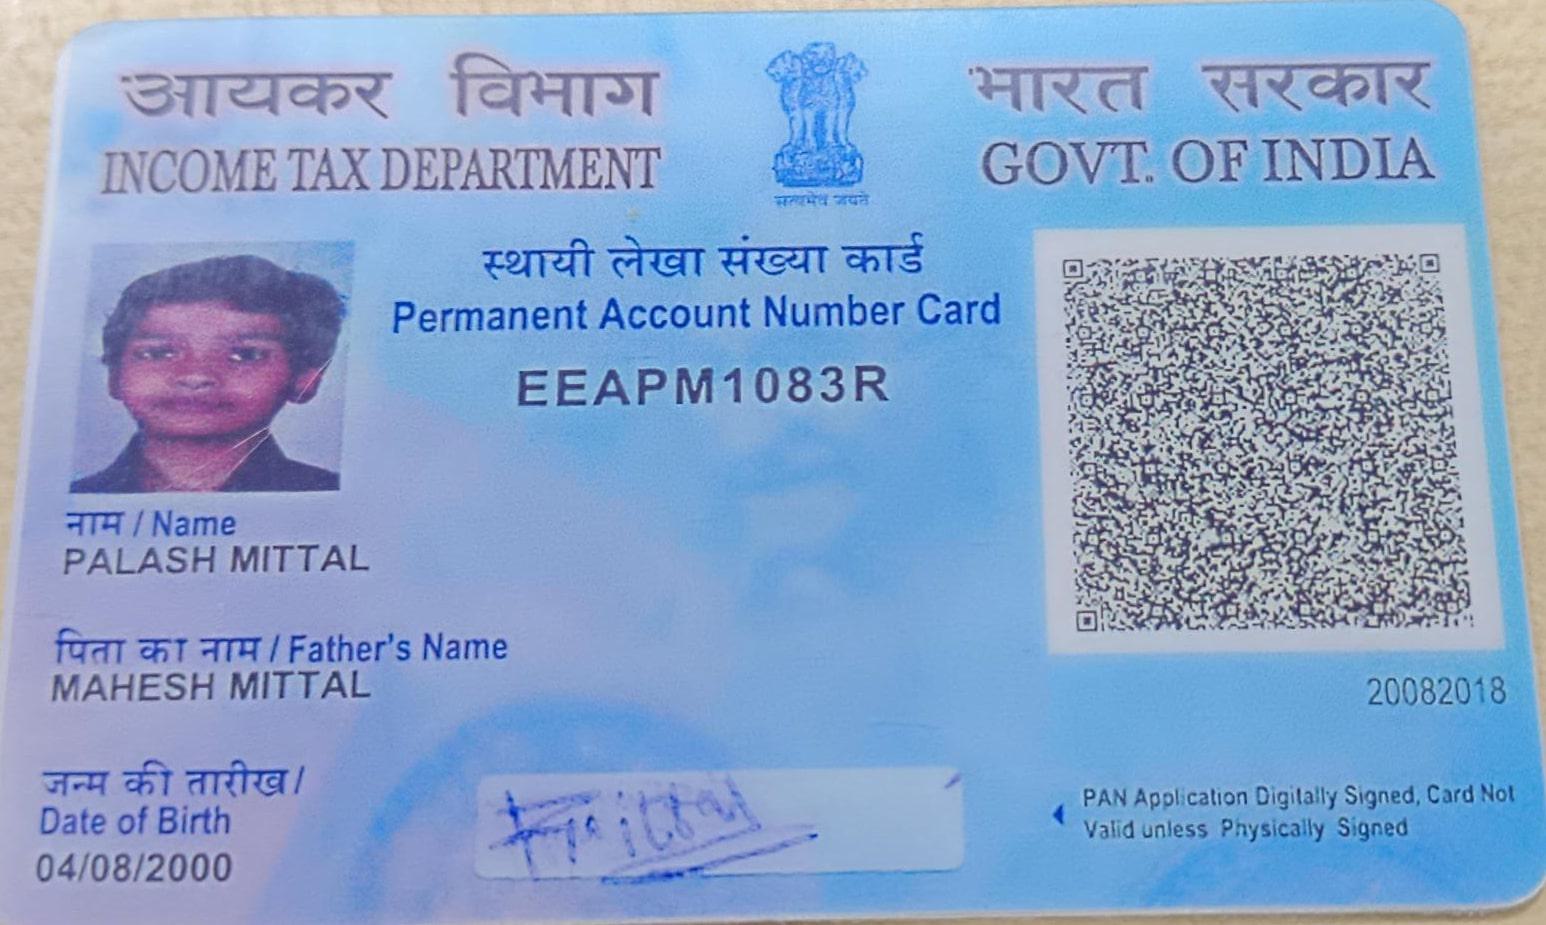 आयकर विभाग
INCOME TAX DEPARTMENT
सत्यमेव जयते
भारत सरकार
GOVT. OF INDIA
स्थायी लेखा संख्या कार्ड
Permanent Account Number Card
EEAPM1083R
नाम / Name
PALASH MITTAL
पिता का नाम / Father's Name
MAHESH MITTAL
20082018
जन्म की तारीख /
Date of Birth
04/08/2000
PAN Application Digitally Signed, Card Not
Valid unless Physically Signed